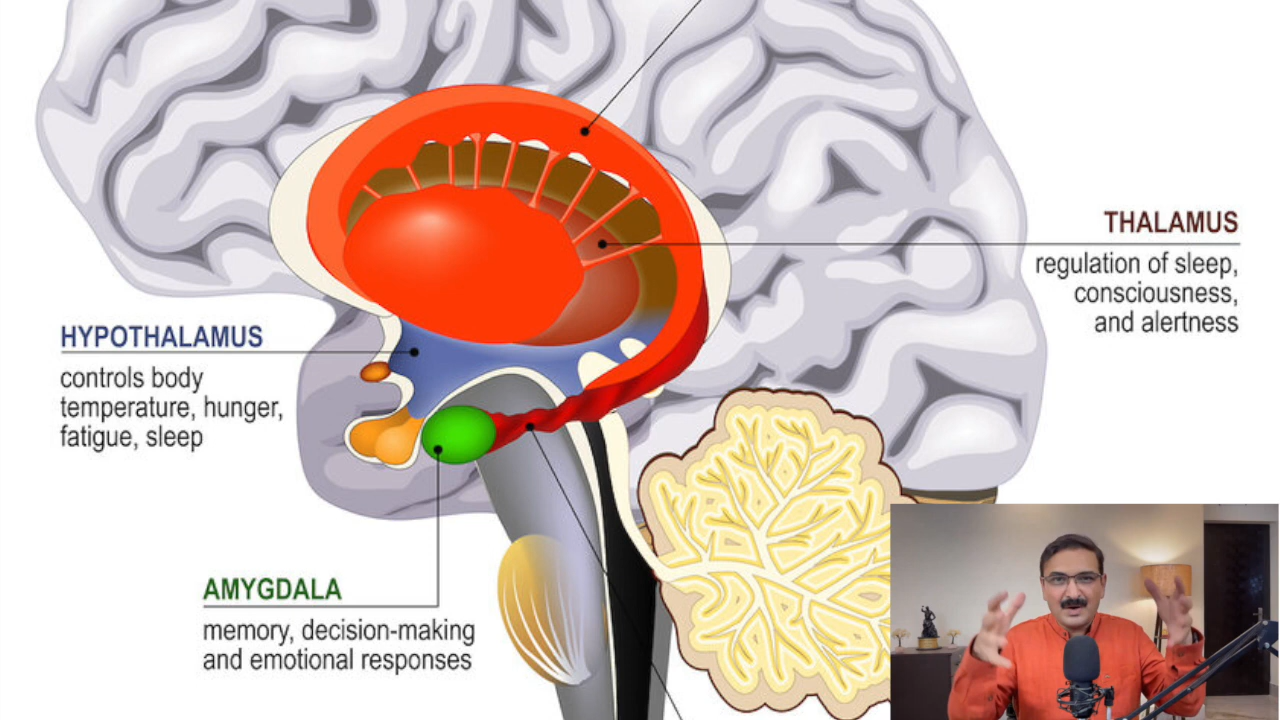 THALAMUS
regulation of sleep,
consciousness,
and alertness
HYPOTHALAMUS
controls body
temperature, hunger,
fatigue, sleep
AMYGDALA
memory, decision-making
and emotional responses